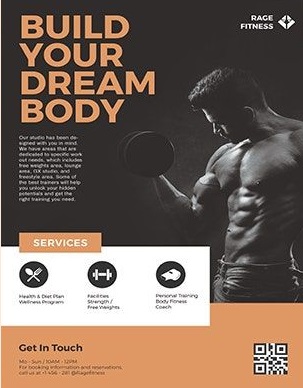 BUILD
YOUR
DREAM
BODY
RAGE
FITNESS
Our studio has been de-
signed with you in mind.
We have areas that are
dedicated to specific work
out needs, which includes
free weights area, lounge
area, TIX studio, and
freestyle area. Some of
the best trainers will help
you unlock your hidden
potentials and get the
right training you need.
SERVICES
Health & Diet Plan
Wellness Program
Facilities
Strength /
Free Weights
Personal Training
Body Fitness
Coach
Get In Touch
Mo - Sun / 10AM - 12PM
For booking information and reservations,
call us at +1 456 - 261 @Ragefitness